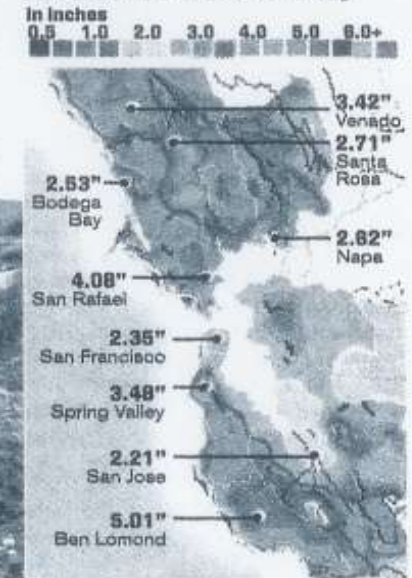 In Inches
0.5 1.0 2.0 3.0 4.0 5.0 6.0+
3.42"
Venado
2.71"
Santa
Rosa
2.53"
Bodega
Bay
2.62"
Napa
4.08"
San Rafael
2.35"
San Francisco
3.48"
Spring Valley
2.21"
San Jose
5.01"
Ben Lomond